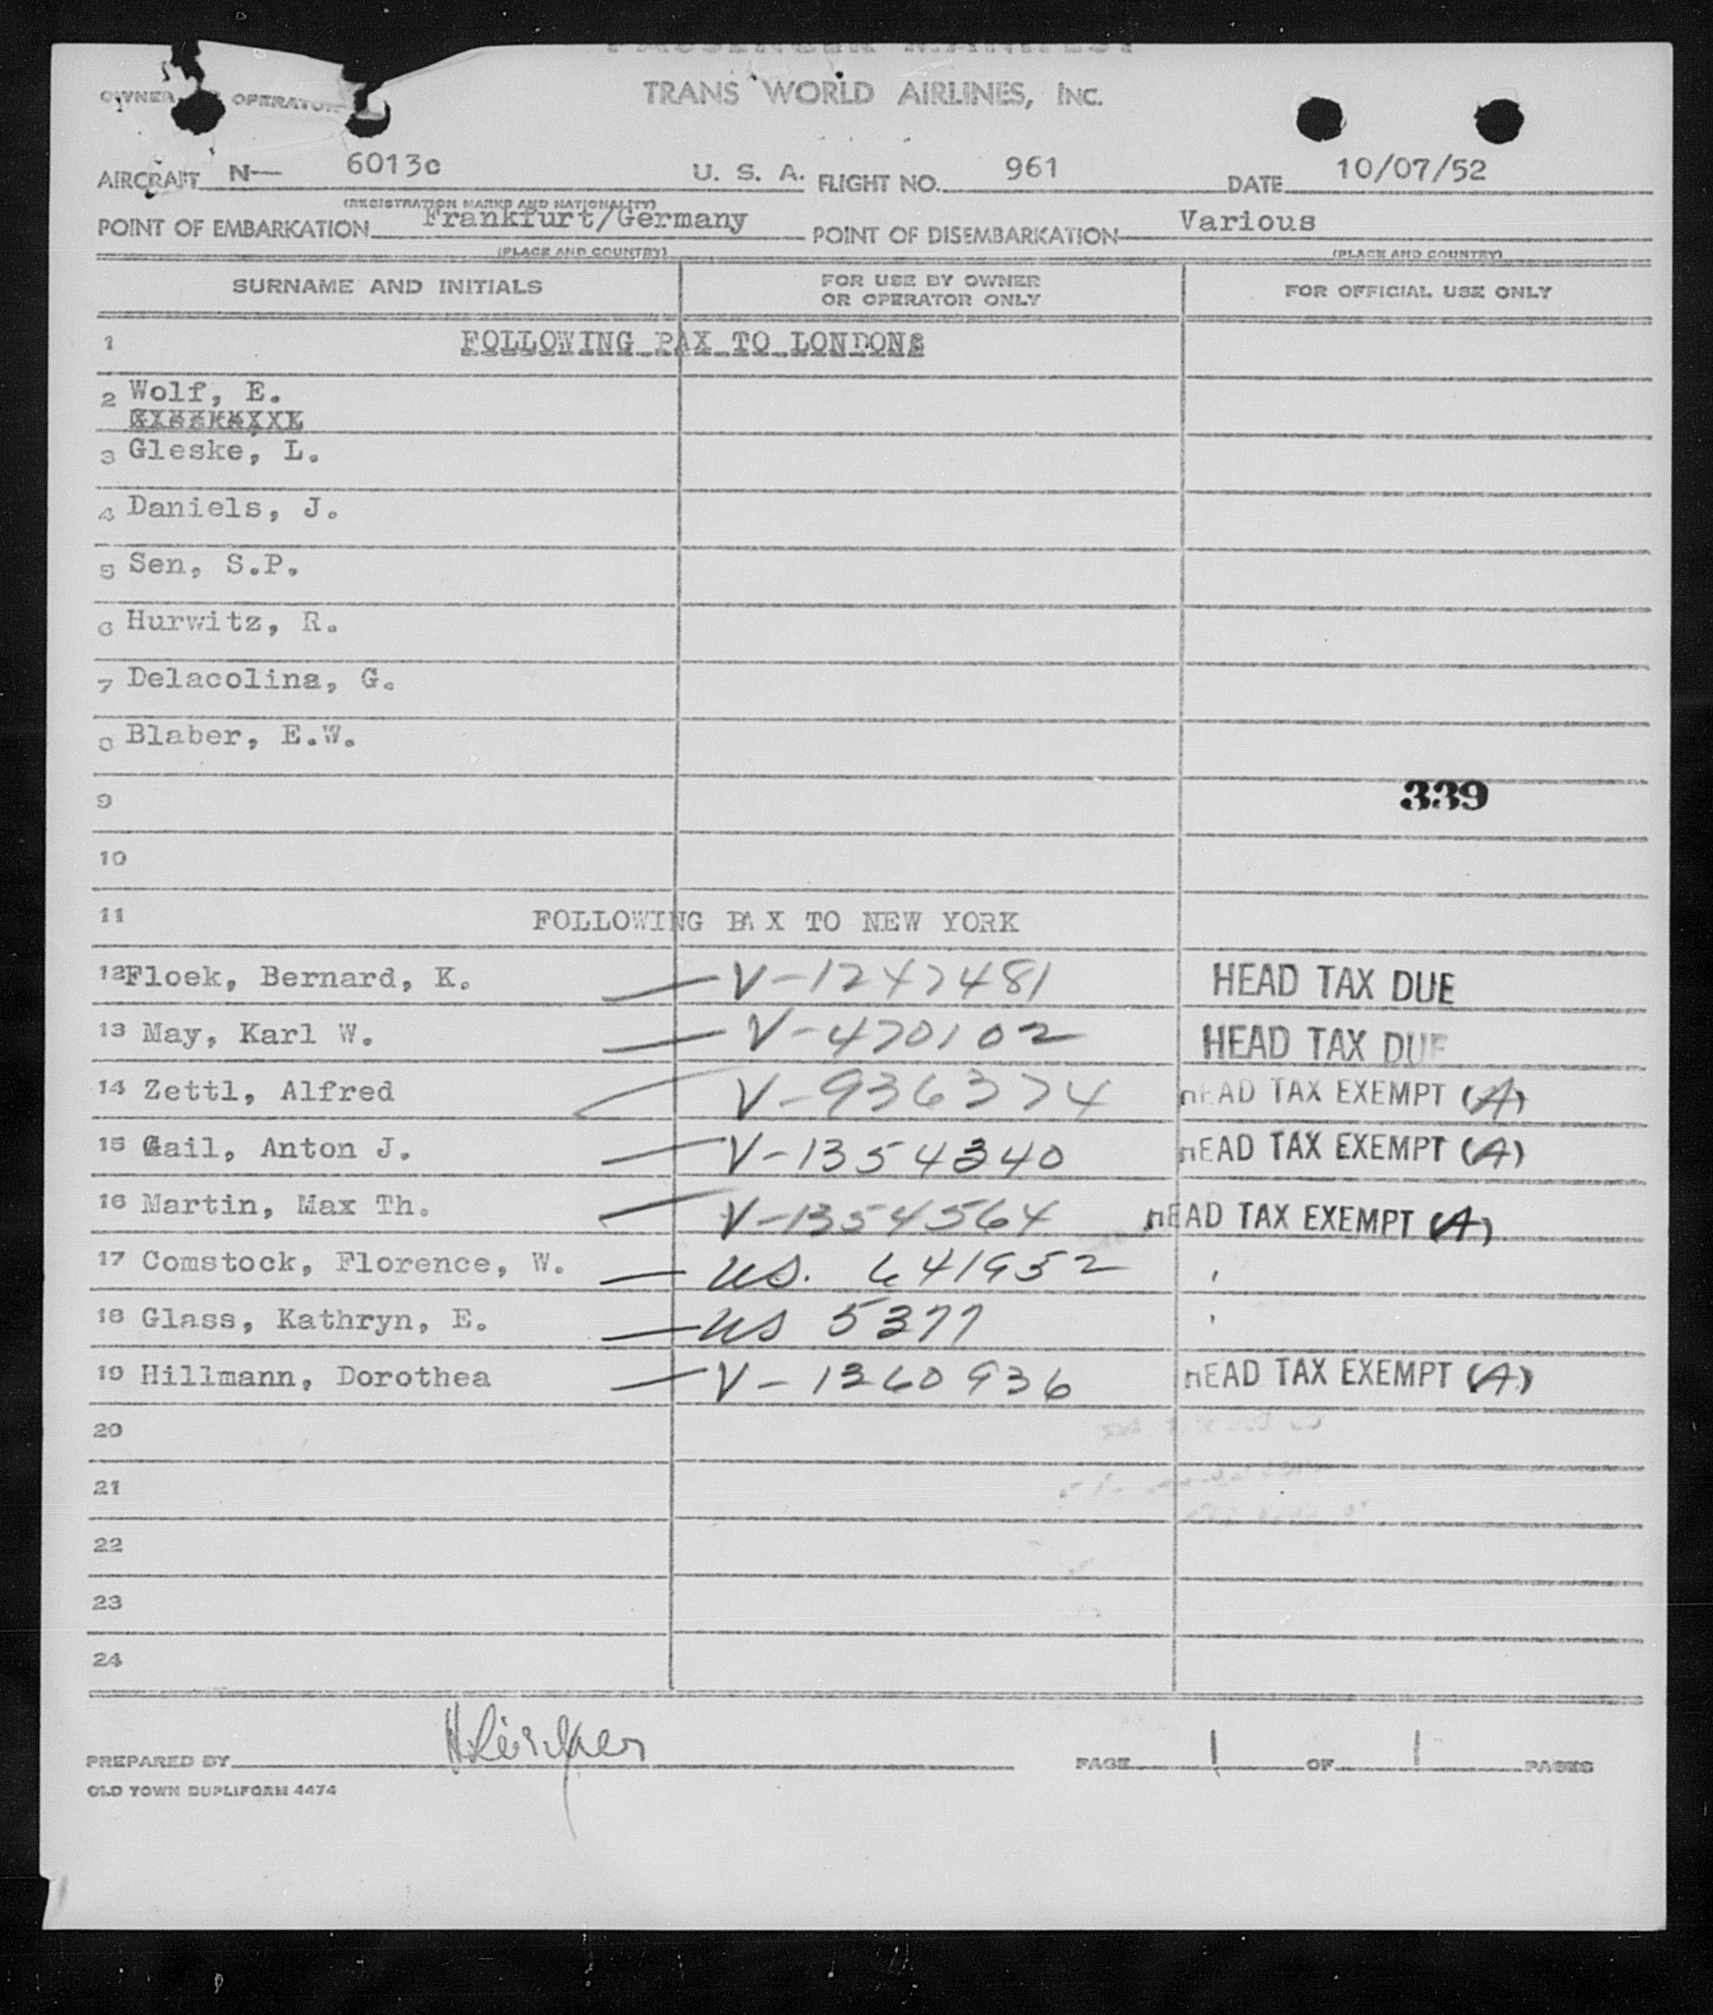 PASSENGER MANIFEST
OWNER OR OPERATOR TRANS WORLD AIRLINES, INC.
AIRCRAFT N— 6013c U. S. A. FLIGHT NO. 961 DATE 10/07/52
(REGISTRATION MARKS AND NATIONALITY)
POINT OF EMBARKATION Frankfurt/Germany POINT OF DISEMBARKATION Various
(PLACE AND COUNTRY) (PLACE AND COUNTRY)
SURNAME AND INITIALS FOR USE BY OWNER OR OPERATOR ONLY FOR OFFICIAL USE ONLY
1 FOLLOWING PAX TO LONDON:
2 Wolf, E.
3 Gleske, L.
4 Daniels, J.
5 Sen, S.P.
6 Hurwitz, R.
7 Delacolina, G.
8 Blaber, E.W.
9 339
10
11 FOLLOWING PAX TO NEW YORK
12 Floek, Bernard, K. — V-1247481 HEAD TAX DUE
13 May, Karl W. — V-470102 HEAD TAX DUE
14 Zettl, Alfred V-936374 HEAD TAX EXEMPT (A)
15 Gail, Anton J. — V-1354340 HEAD TAX EXEMPT (A)
16 Martin, Max Th. — V-1354564 HEAD TAX EXEMPT (A)
17 Comstock, Florence, W. — US. 641952
18 Glass, Kathryn, E. — US 5377
19 Hillmann, Dorothea — V-1360936 HEAD TAX EXEMPT (A)
20
21
22
23
24
PREPARED BY PAGE 1 OF 1 PAGES
OLD TOWN DUPLIFORM 4474